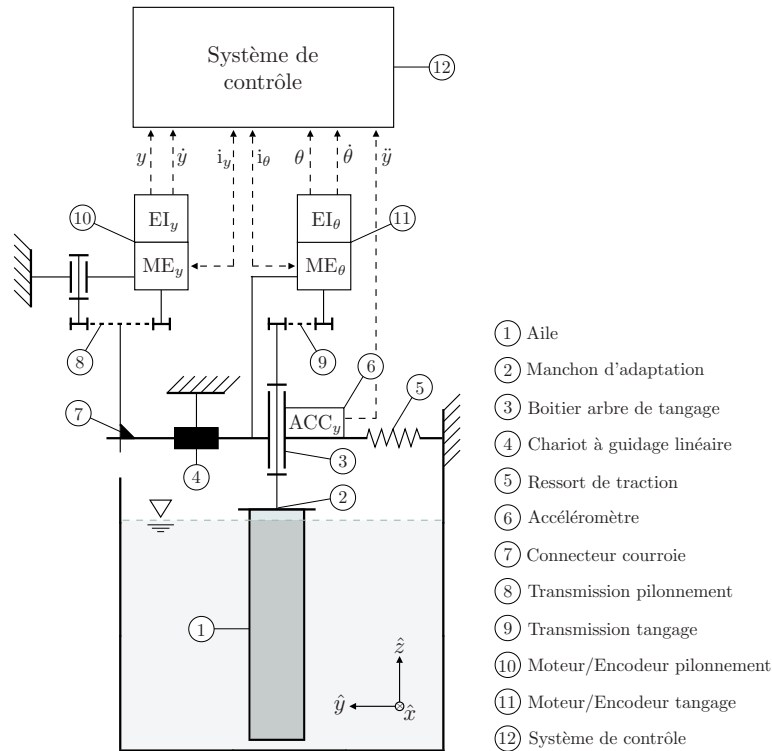 Système de
contrôle
12
y ẏ i_y i_θ θ θ̇ ÿ
10 EI_y EI_θ 11
ME_y ME_θ
8 9
6
5
7 ACC_y
4 3
2
1
ẑ
ŷ x̂
1 Aile
2 Manchon d'adaptation
3 Boitier arbre de tangage
4 Chariot à guidage linéaire
5 Ressort de traction
6 Accéléromètre
7 Connecteur courroie
8 Transmission pilonnement
9 Transmission tangage
10 Moteur/Encodeur pilonnement
11 Moteur/Encodeur tangage
12 Système de contrôle